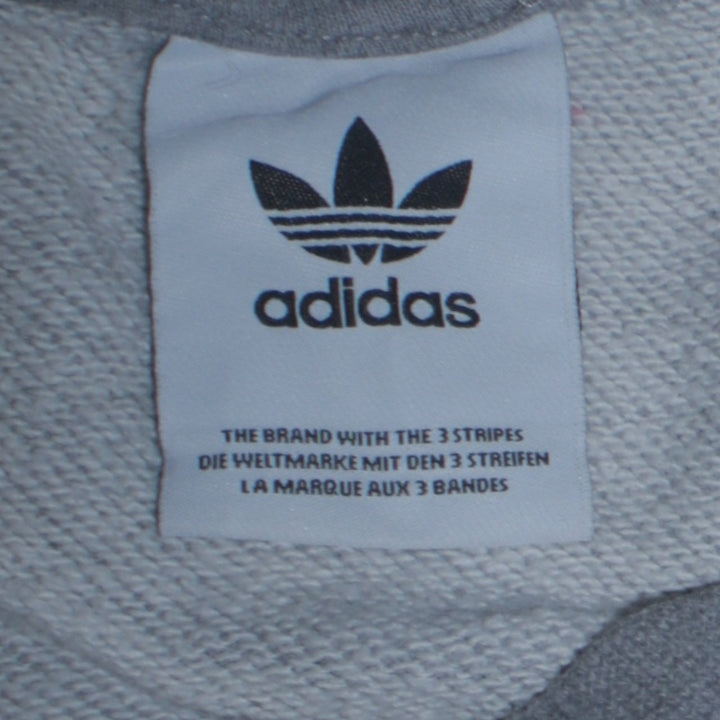 adidas
THE BRAND WITH THE 3 STRIPES
DIE WELTMARKE MIT DEN 3 STREIFEN
LA MARQUE AUX 3 BANDES